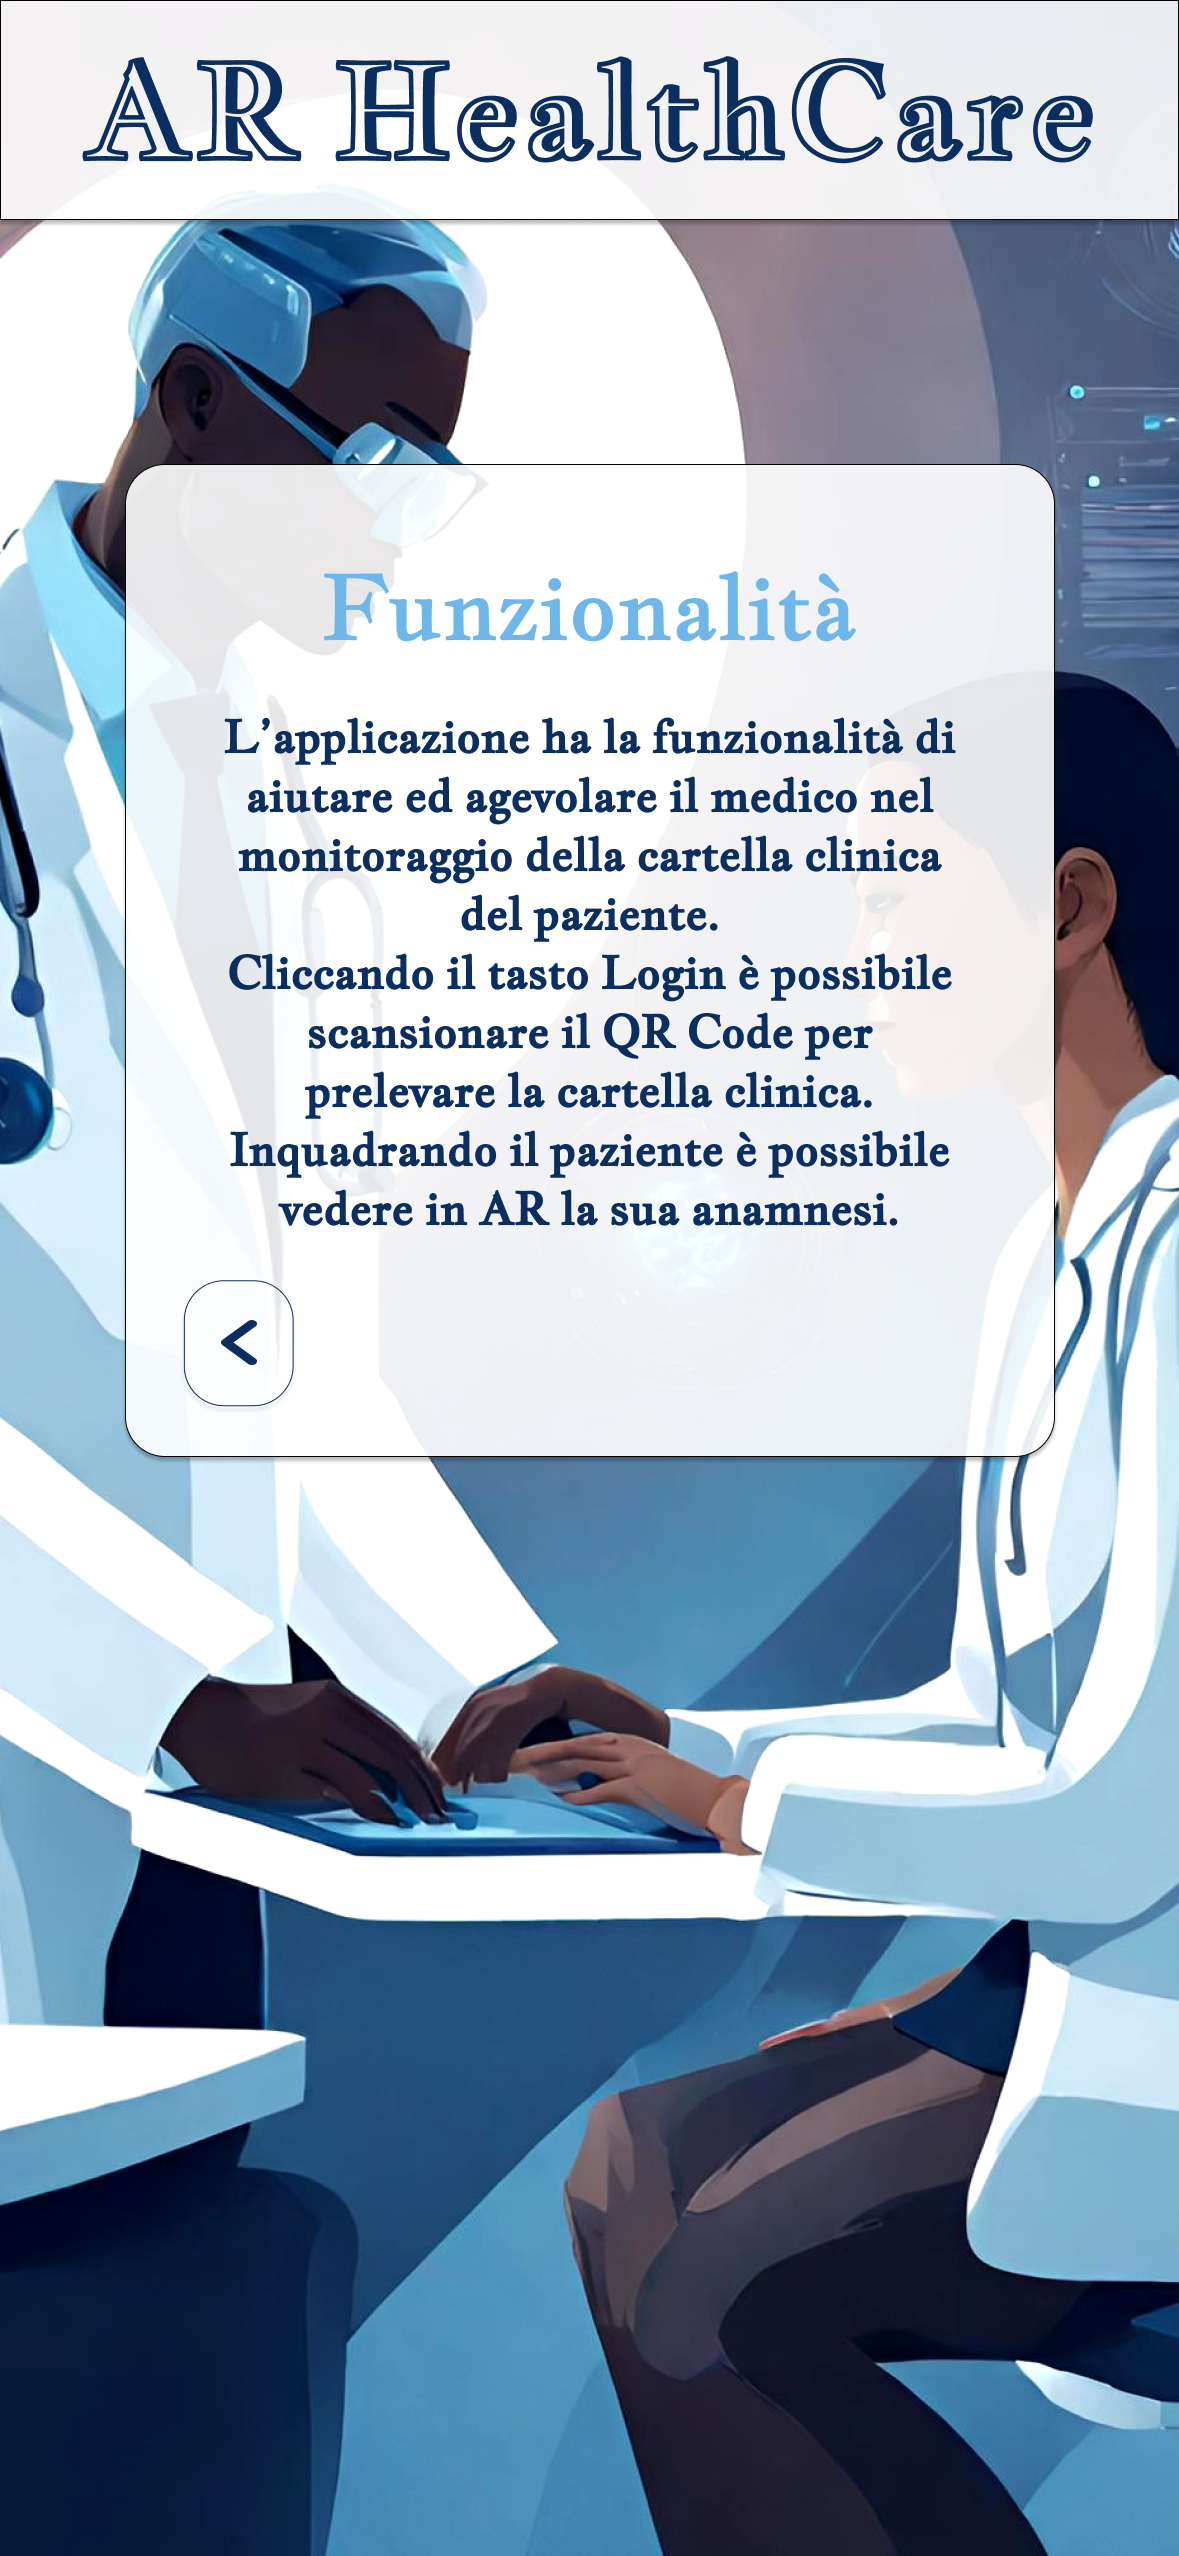 AR HealthCare
Funzionalità
L'applicazione ha la funzionalità di
aiutare ed agevolare il medico nel
monitoraggio della cartella clinica
del paziente.
Cliccando il tasto Login è possibile
scansionare il QR Code per
prelevare la cartella clinica.
Inquadrando il paziente è possibile
vedere in AR la sua anamnesi.
<